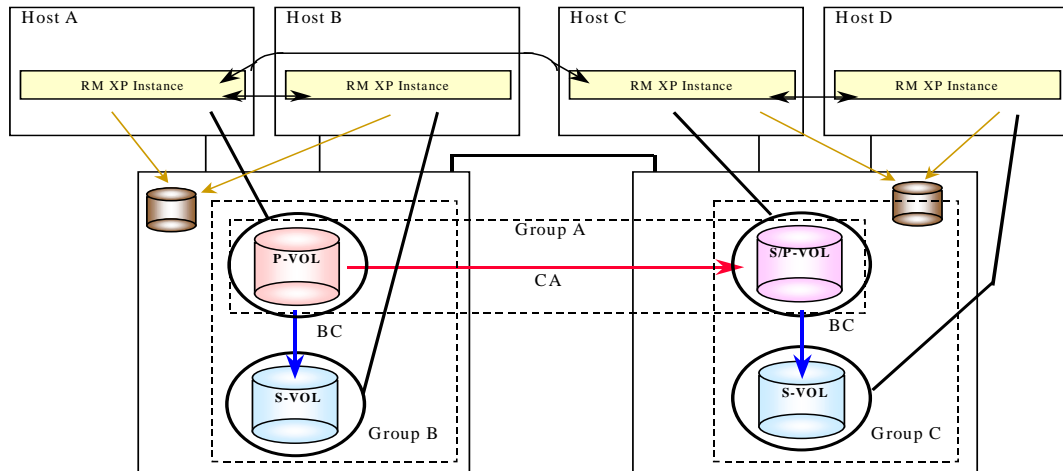 Host A
Host B
Host C
Host D
RM XP Instance
RM XP Instance
RM XP Instance
RM XP Instance
Group A
P-VOL
S/P-VOL
CA
BC
BC
S-VOL
S-VOL
Group B
Group C